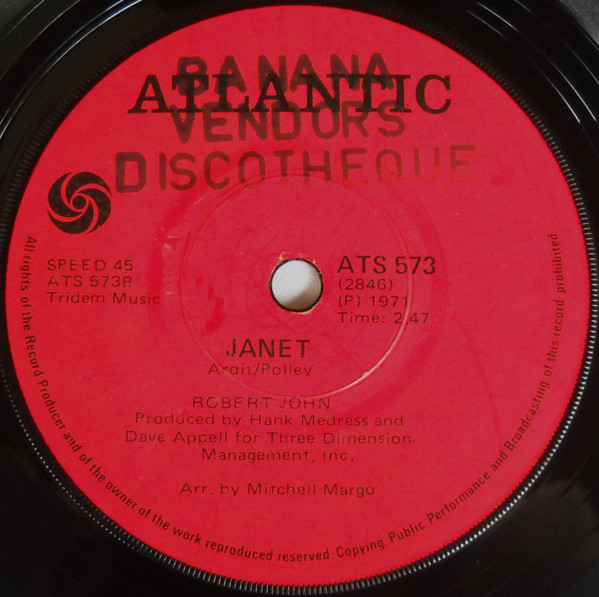 BANANA
ATLANTIC
VENDORS
DISCOTHEQUE
SPEED 45
ATS 573B
Tridem Music
ATS 573
(2846)
(P) 1971
Time: 2.47
JANET
Argit/Polley
ROBERT JOHN
Produced by Hank Medress and
Dave Appell for Three Dimension
Management, inc.
Arr. by Mitchell Margo
All rights of the Record Producer and of the owner of the work reproduced reserved. Copying, Public Performance and Broadcasting of this record prohibited